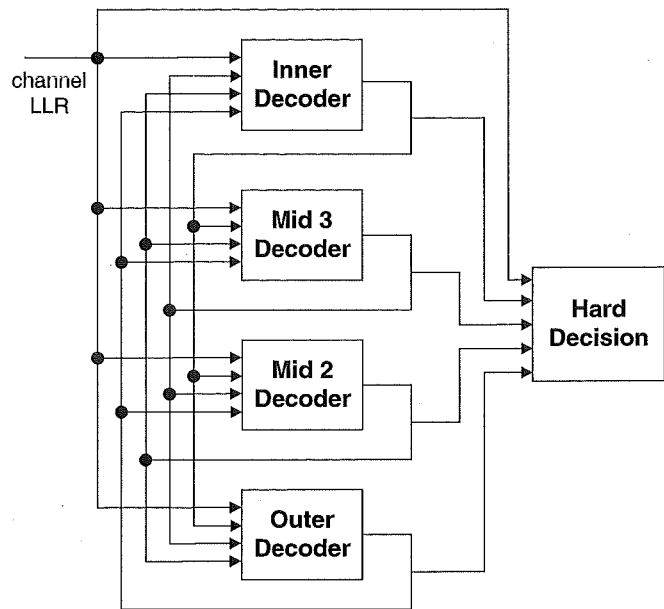 channel
LLR
Inner
Decoder
Mid 3
Decoder
Mid 2
Decoder
Outer
Decoder
Hard
Decision